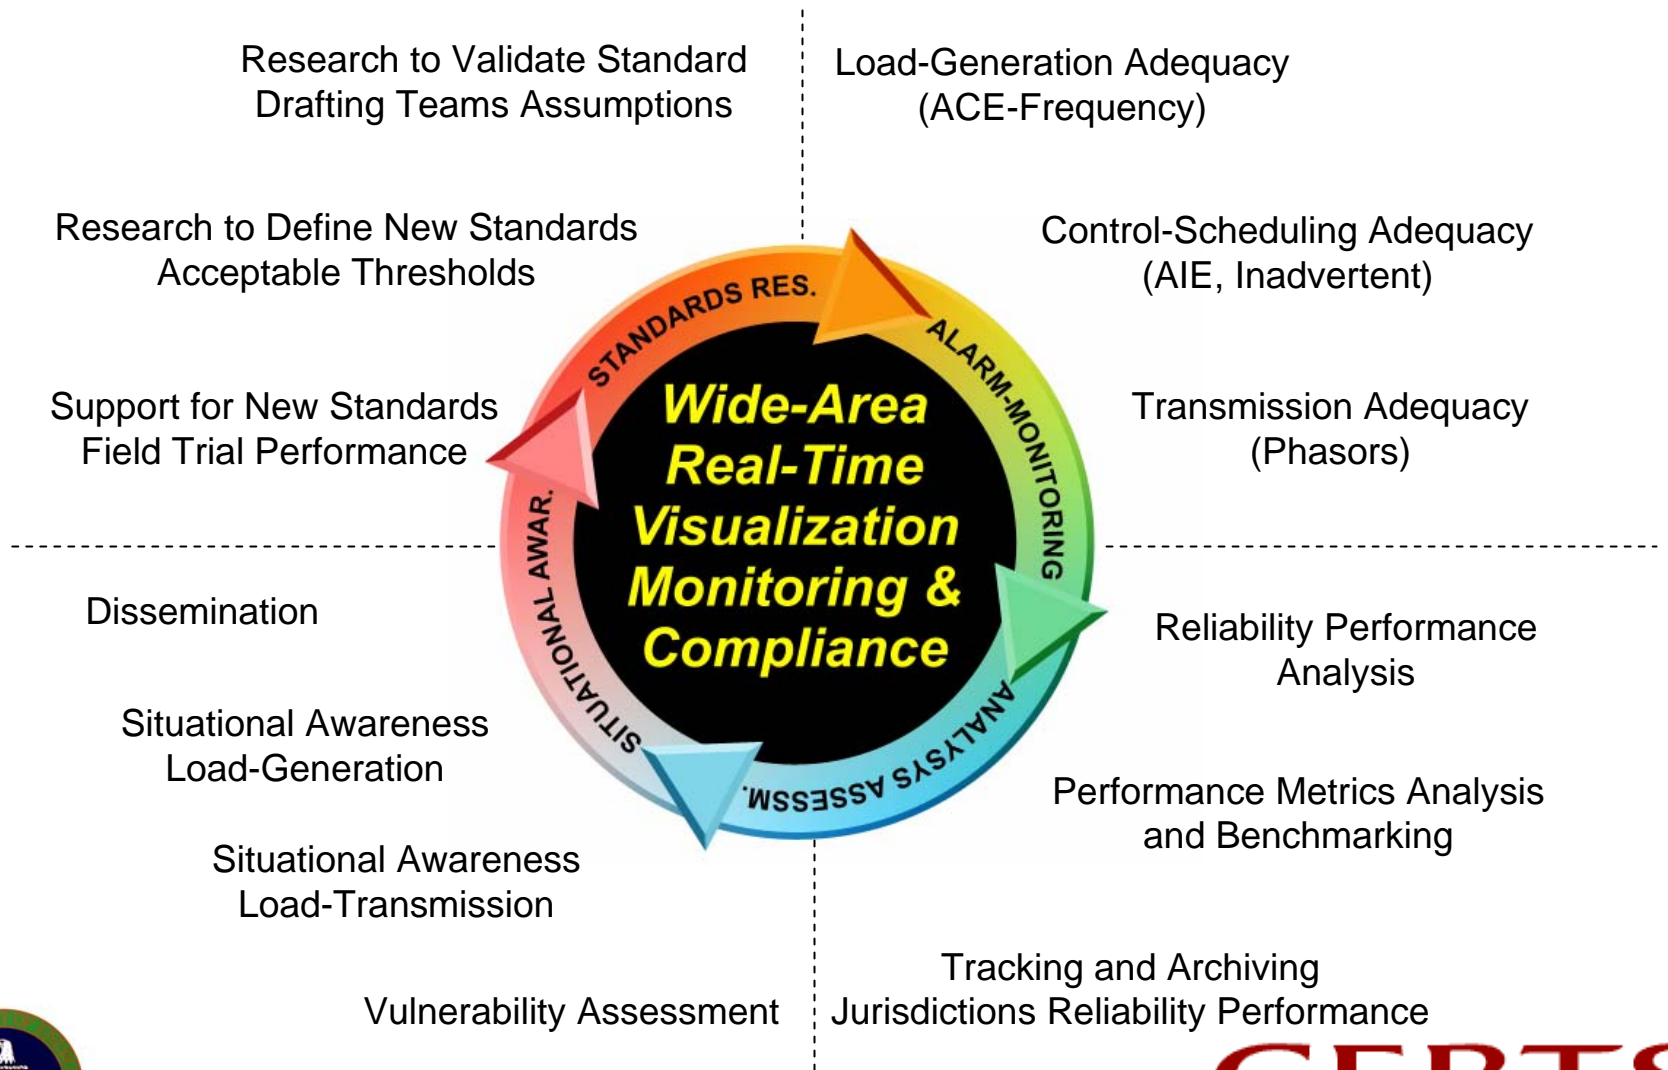 Research to Validate Standard
Drafting Teams Assumptions
Load-Generation Adequacy
(ACE-Frequency)
Research to Define New Standards
Acceptable Thresholds
Control-Scheduling Adequacy
(AIE, Inadvertent)
Support for New Standards
Field Trial Performance
Transmission Adequacy
(Phasors)
STANDARDS RES.
ALARM-MONITORING
ANALYSYS ASSESSM.
SITUATIONAL AWAR.
Wide-Area
Real-Time
Visualization
Monitoring &
Compliance
Dissemination
Reliability Performance
Analysis
Situational Awareness
Load-Generation
Performance Metrics Analysis
and Benchmarking
Situational Awareness
Load-Transmission
Tracking and Archiving
Jurisdictions Reliability Performance
Vulnerability Assessment
CERTS